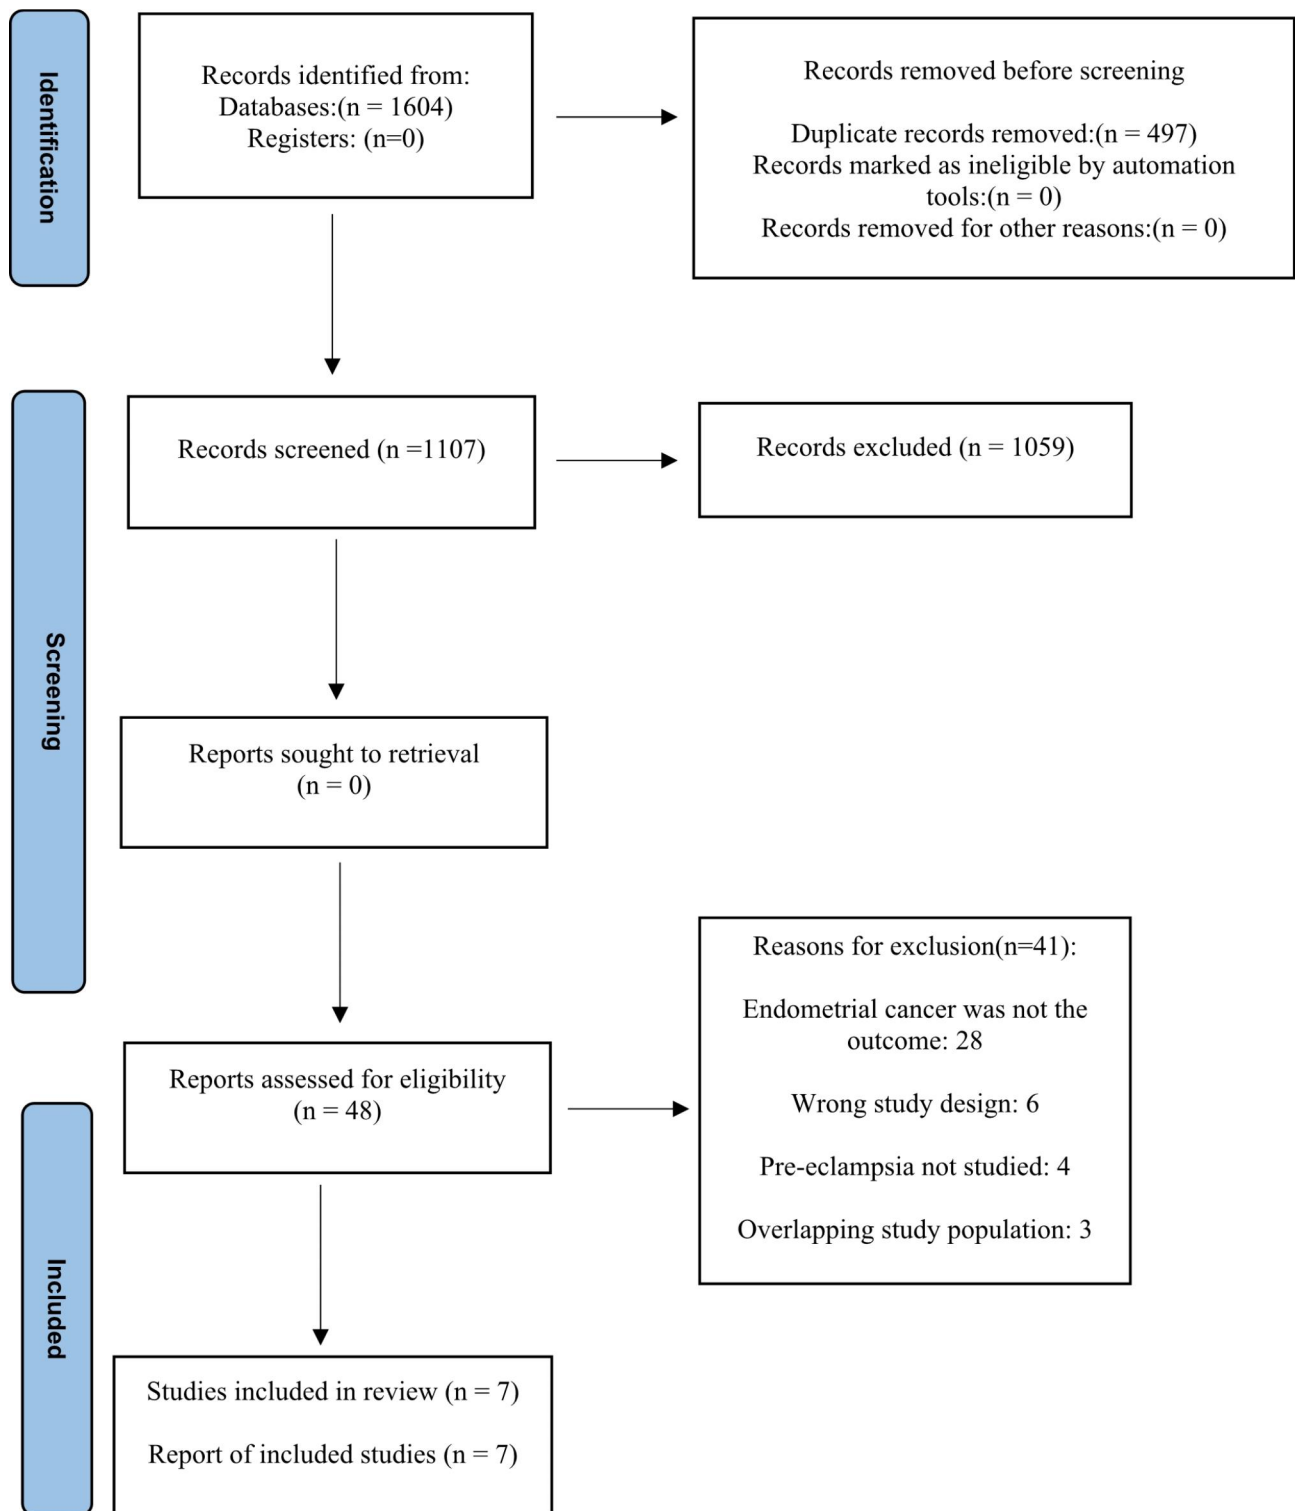 Identification
Records identified from:
Databases:(n = 1604)
Registers: (n=0)
Records removed before screening
Duplicate records removed:(n = 497)
Records marked as ineligible by automation
tools:(n = 0)
Records removed for other reasons:(n = 0)
Screening
Records screened (n =1107)
Records excluded (n = 1059)
Reports sought to retrieval
(n = 0)
Reports assessed for eligibility
(n = 48)
Reasons for exclusion(n=41):
Endometrial cancer was not the
outcome: 28
Wrong study design: 6
Pre-eclampsia not studied: 4
Overlapping study population: 3
Included
Studies included in review (n = 7)
Report of included studies (n = 7)